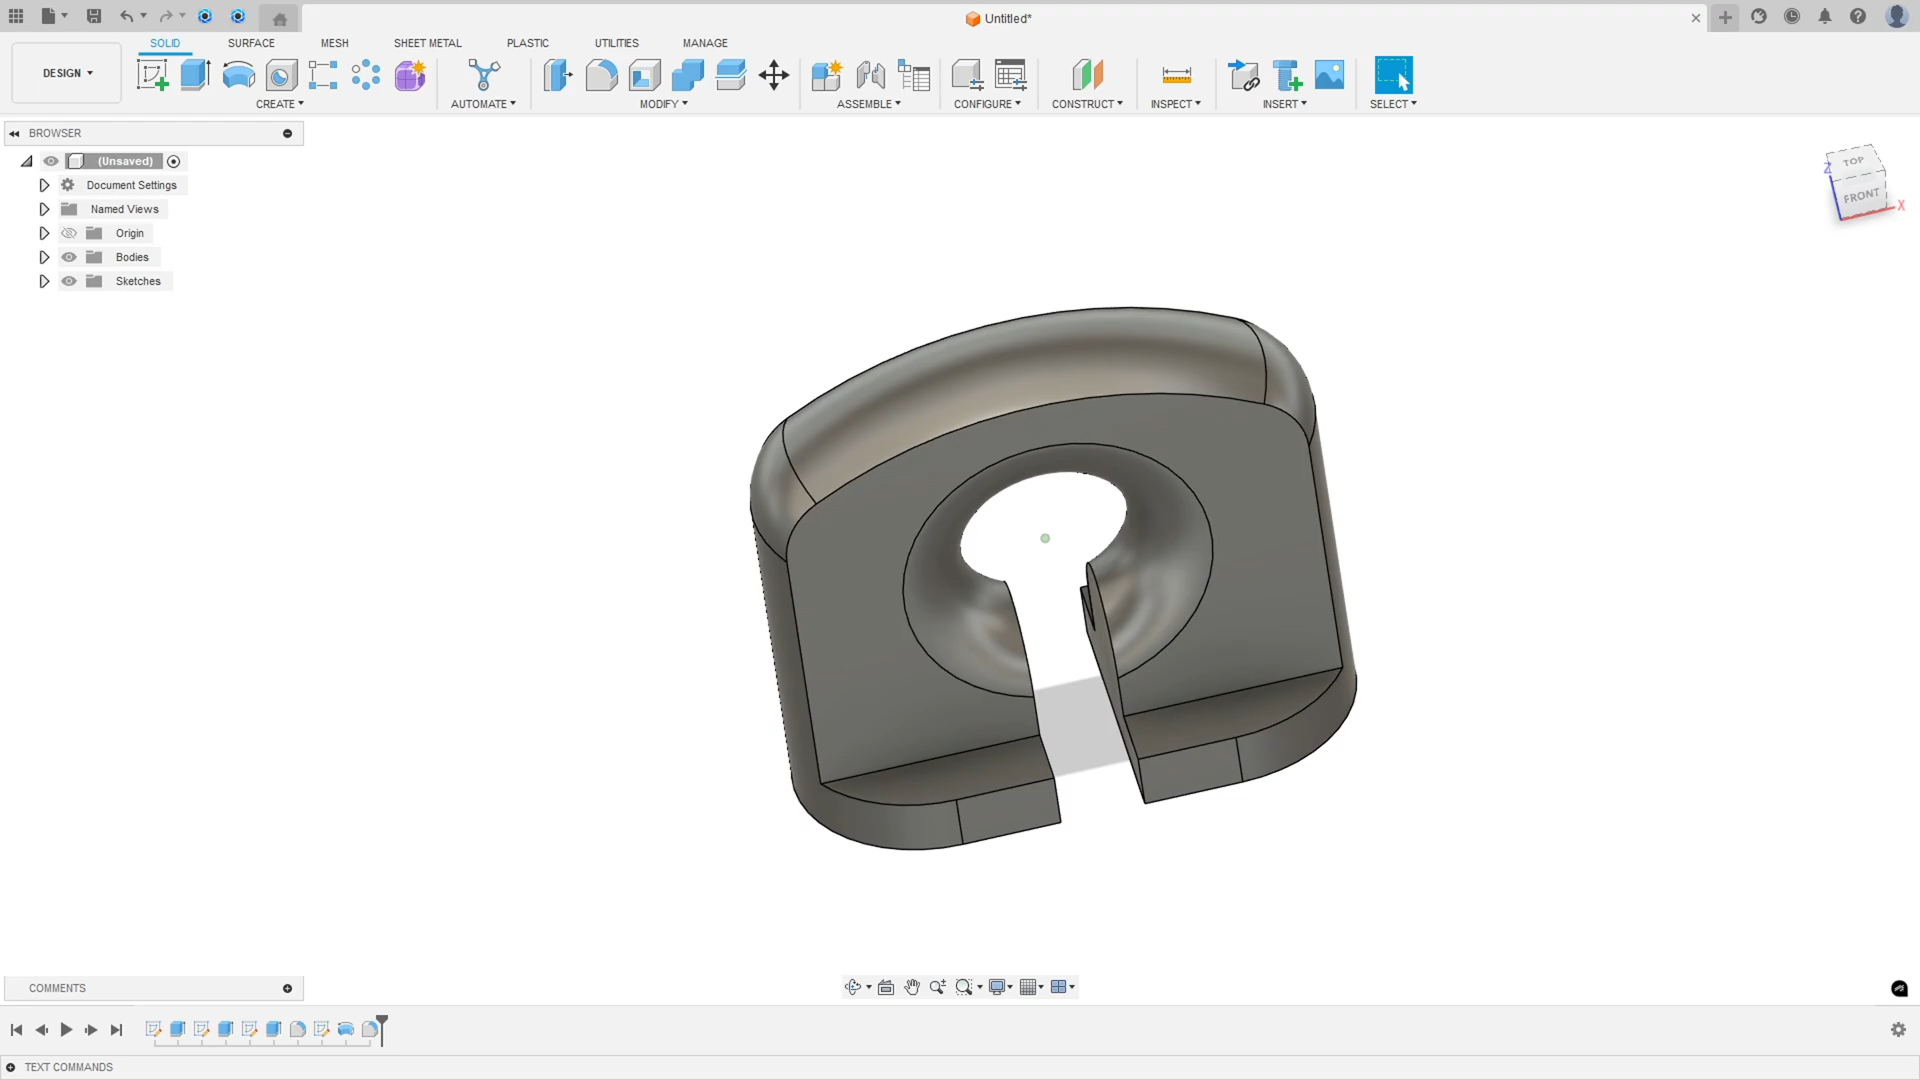 Untitled*
SOLID SURFACE MESH SHEET METAL PLASTIC UTILITIES MANAGE
DESIGN
CREATE AUTOMATE MODIFY ASSEMBLE CONFIGURE CONSTRUCT INSPECT INSERT SELECT
BROWSER
(Unsaved)
Document Settings
Named Views
Origin
Bodies
Sketches
TOP
Z
FRONT
X
COMMENTS
TEXT COMMANDS